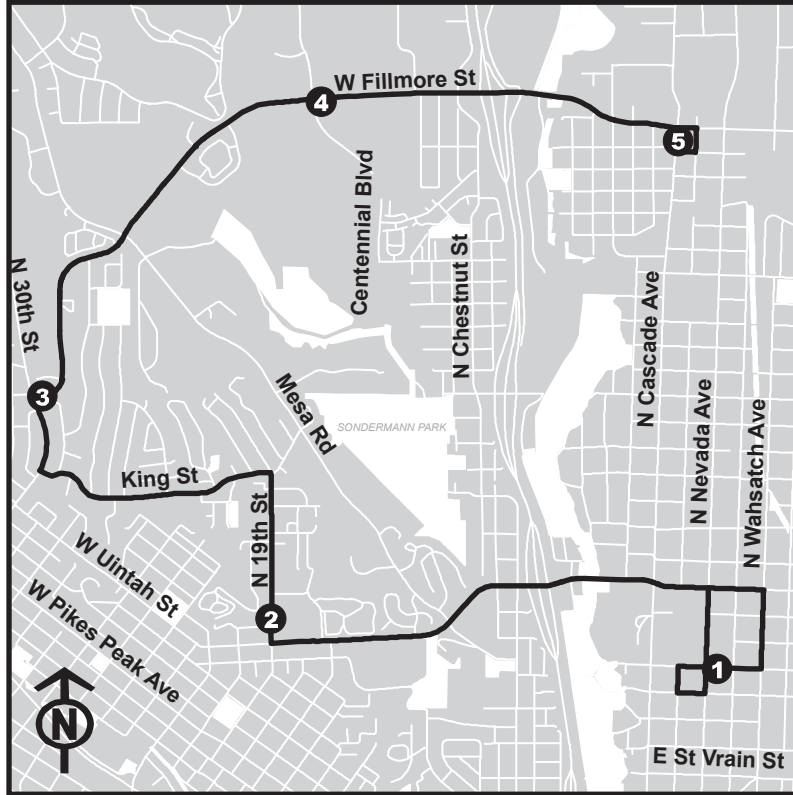 W Fillmore St
4
5
Centennial Blvd
N 30th St
N Chestnut St
N Cascade Ave
3
Mesa Rd
SONDERMANN PARK
N Nevada Ave
N Wahsatch Ave
King St
N 19th St
W Uintah St
2
W Pikes Peak Ave
1
N
E St Vrain St